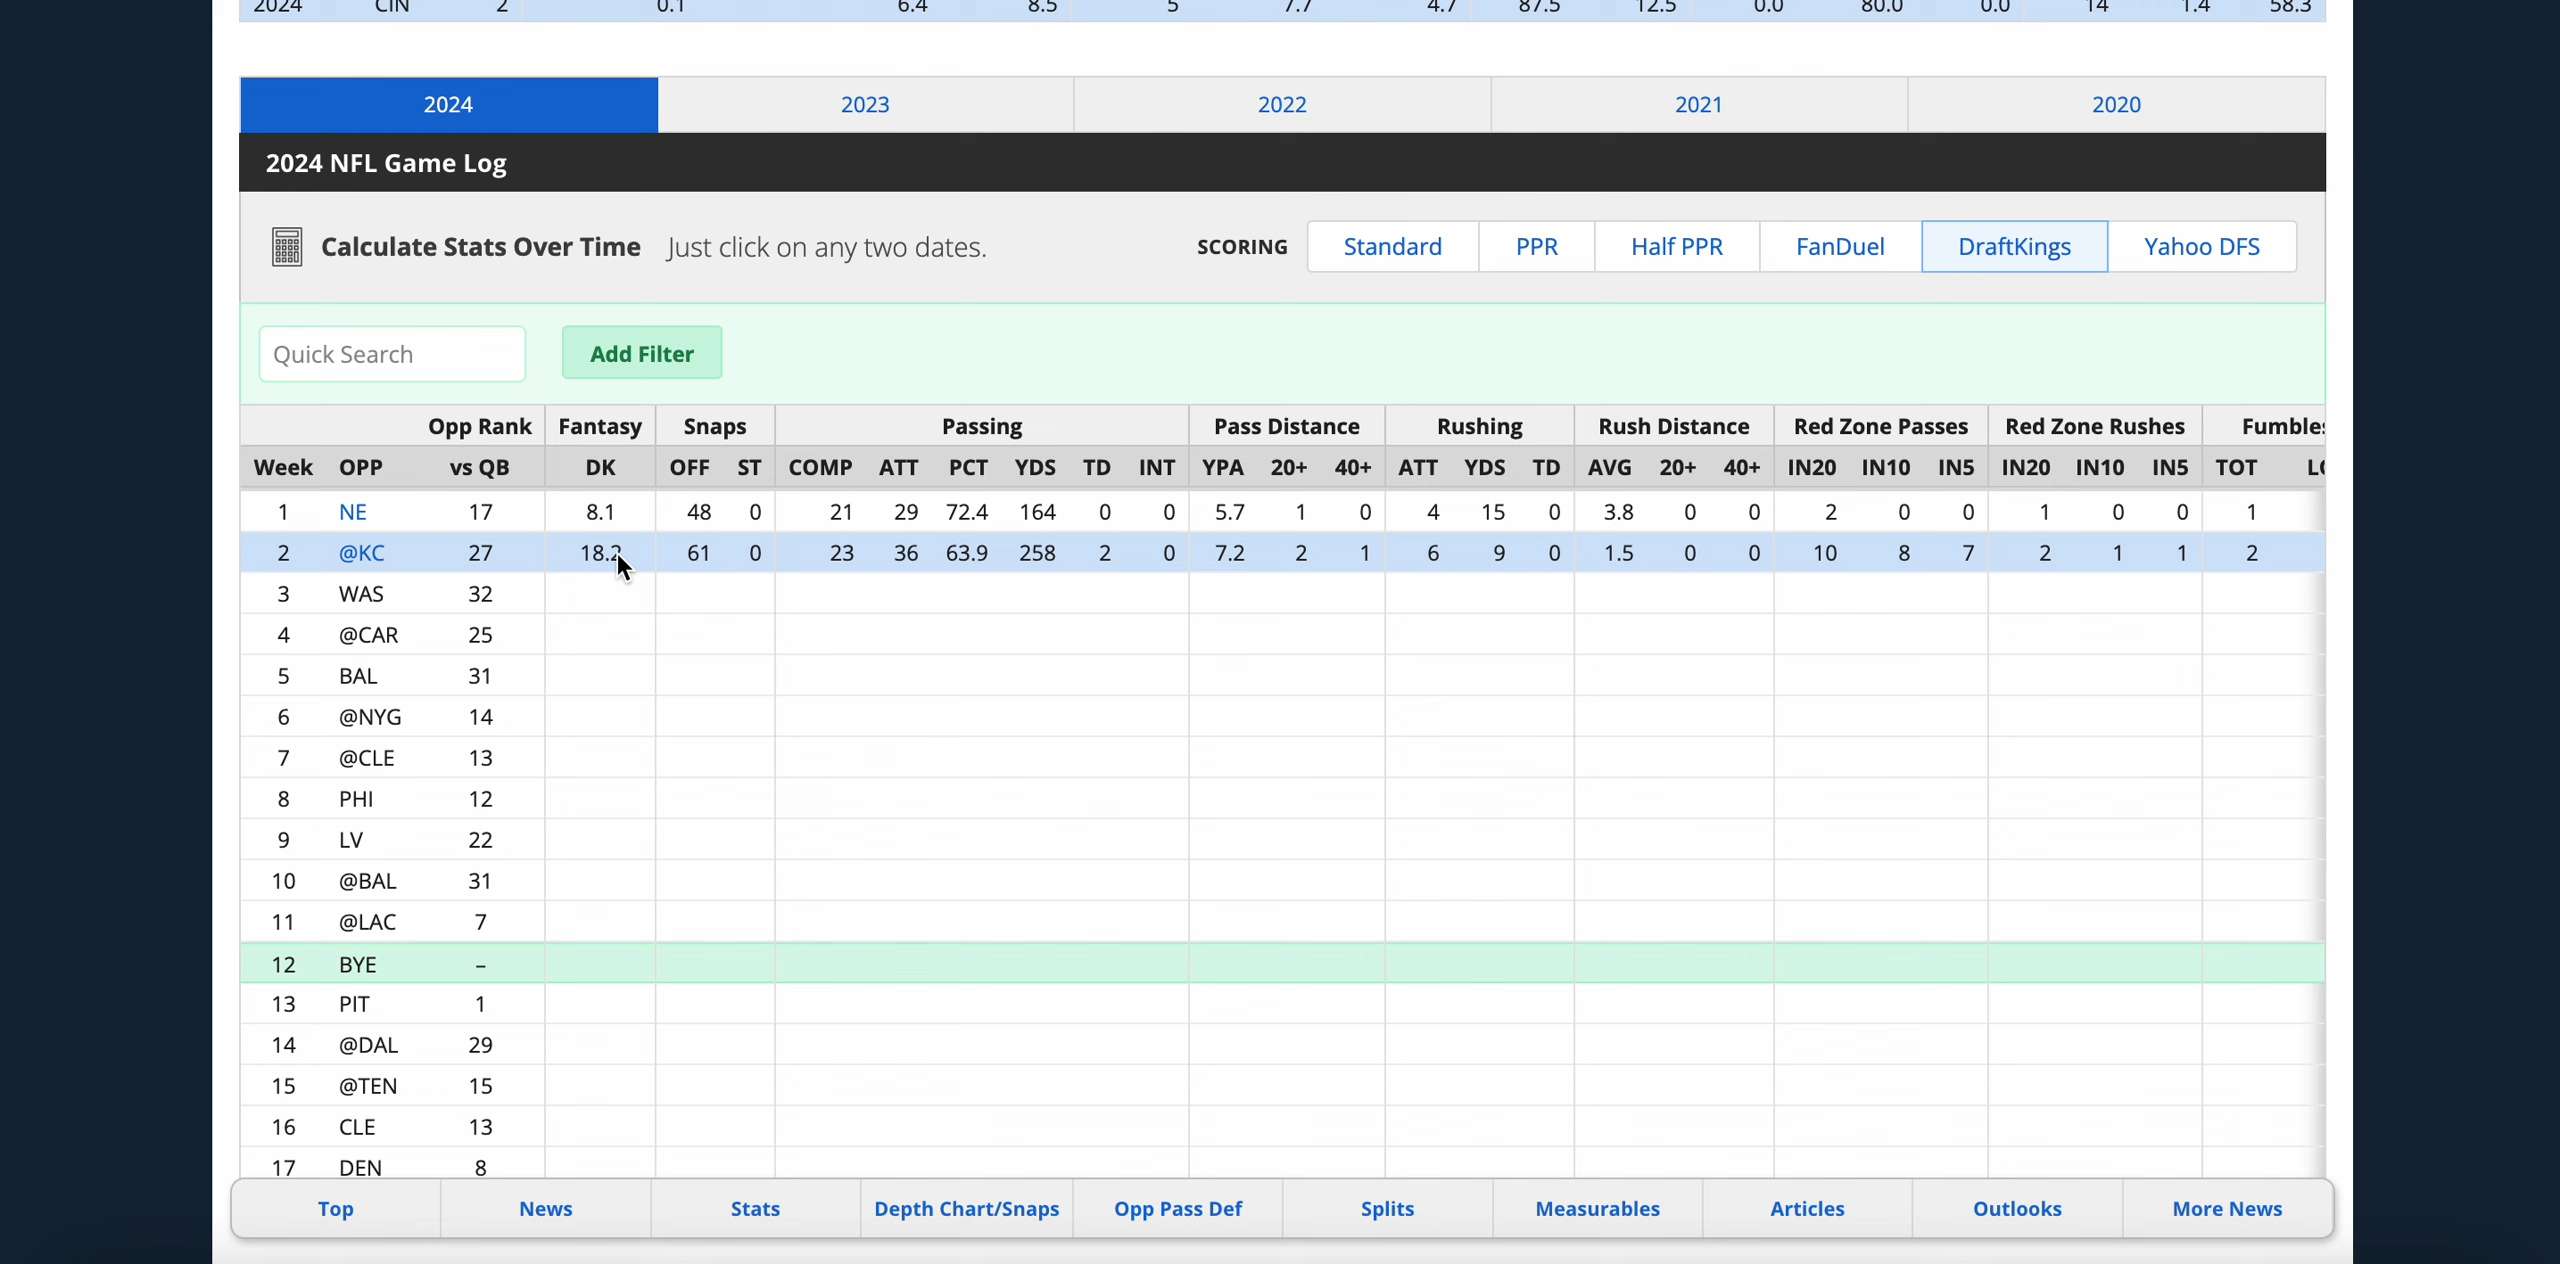 2024 CIN 2 0.1 6.4 8.5 5 7.7 4.7 87.5 12.5 0.0 80.0 0.0 14 1.4 58.3
2024 2023 2022 2021 2020
2024 NFL Game Log
Calculate Stats Over Time Just click on any two dates. SCORING Standard PPR Half PPR FanDuel DraftKings Yahoo DFS
Quick Search Add Filter
Opp Rank Fantasy Snaps Passing Pass Distance Rushing Rush Distance Red Zone Passes Red Zone Rushes Fumbles
Week OPP vs QB DK OFF ST COMP ATT PCT YDS TD INT YPA 20+ 40+ ATT YDS TD AVG 20+ 40+ IN20 IN10 IN5 IN20 IN10 IN5 TOT
1 NE 17 8.1 48 0 21 29 72.4 164 0 0 5.7 1 0 4 15 0 3.8 0 0 2 0 0 1 0 0 1
2 @KC 27 18.2 61 0 23 36 63.9 258 2 0 7.2 2 1 6 9 0 1.5 0 0 10 8 7 2 1 1 2
3 WAS 32
4 @CAR 25
5 BAL 31
6 @NYG 14
7 @CLE 13
8 PHI 12
9 LV 22
10 @BAL 31
11 @LAC 7
12 BYE –
13 PIT 1
14 @DAL 29
15 @TEN 15
16 CLE 13
17 DEN 8
Top News Stats Depth Chart/Snaps Opp Pass Def Splits Measurables Articles Outlooks More News